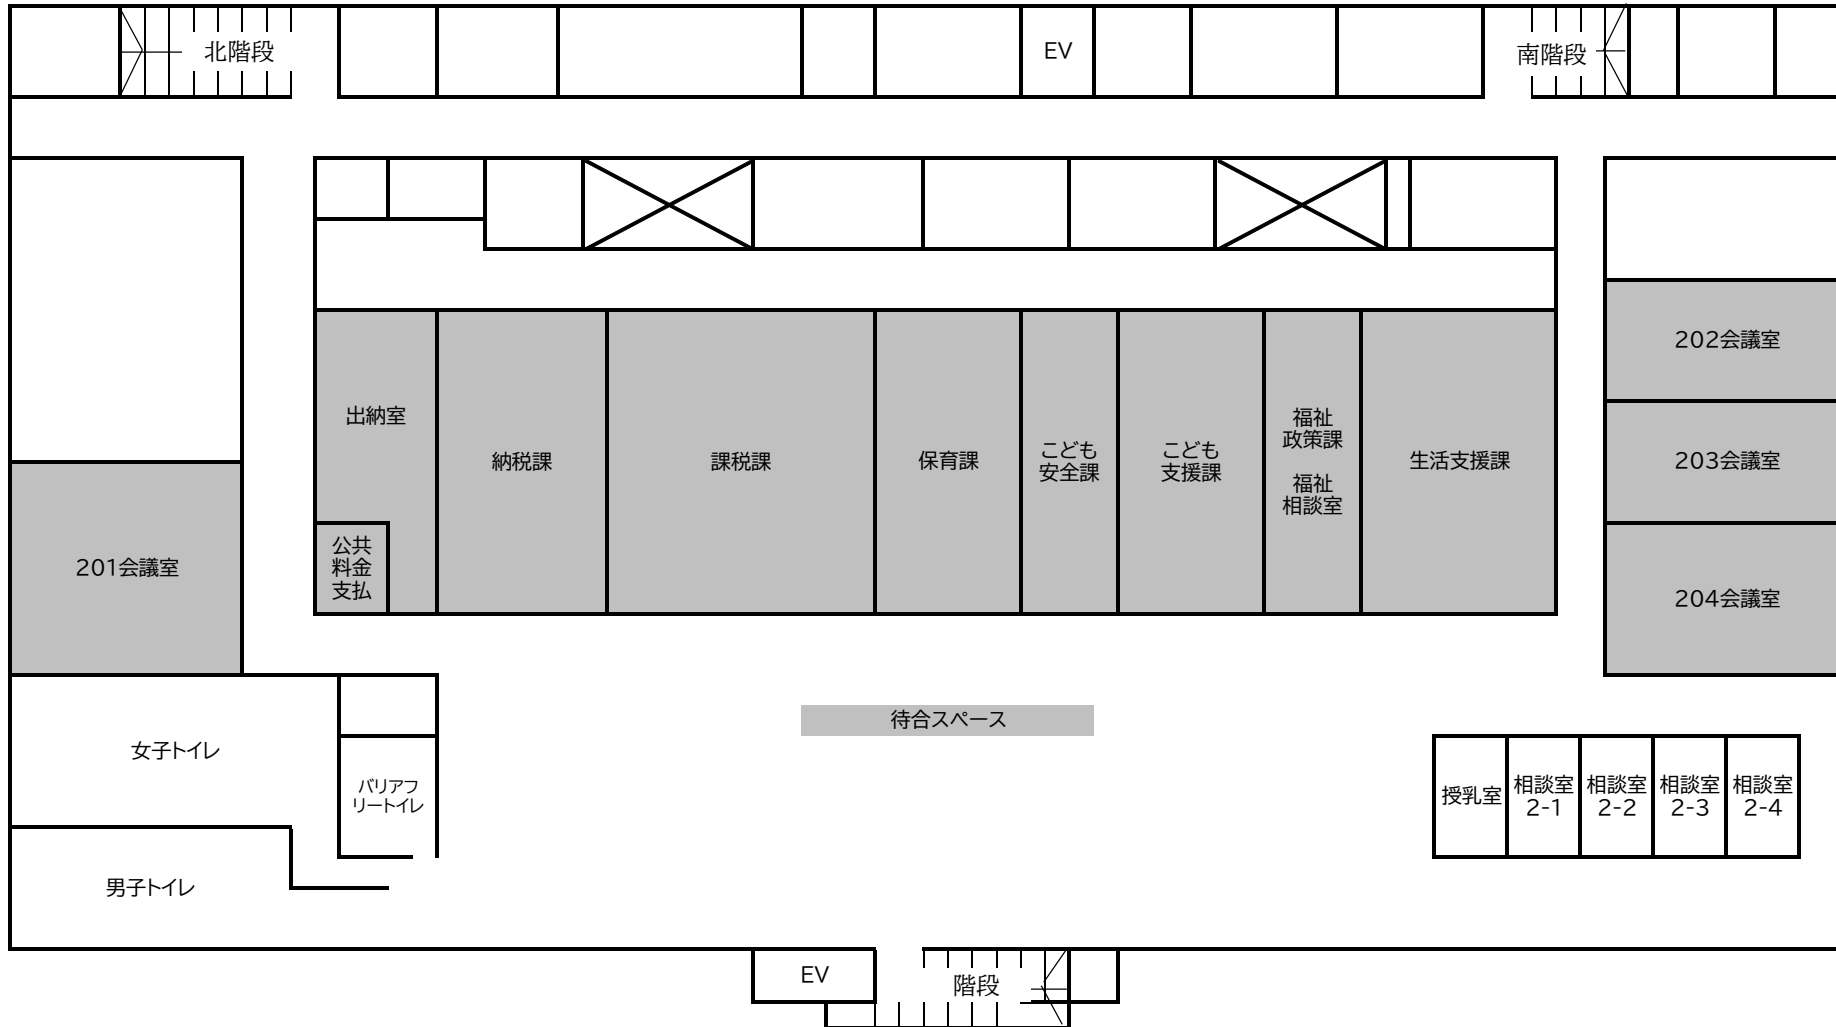 北階段
EV
南階段
202会議室
出納室
納税課
課税課
保育課
こども
安全課
こども
支援課
福祉
政策課
福祉
相談室
生活支援課
203会議室
公共
料金
支払
201会議室
204会議室
待合スペース
女子トイレ
バリアフ
リートイレ
授乳室
相談室
2-1
相談室
2-2
相談室
2-3
相談室
2-4
男子トイレ
EV
階段